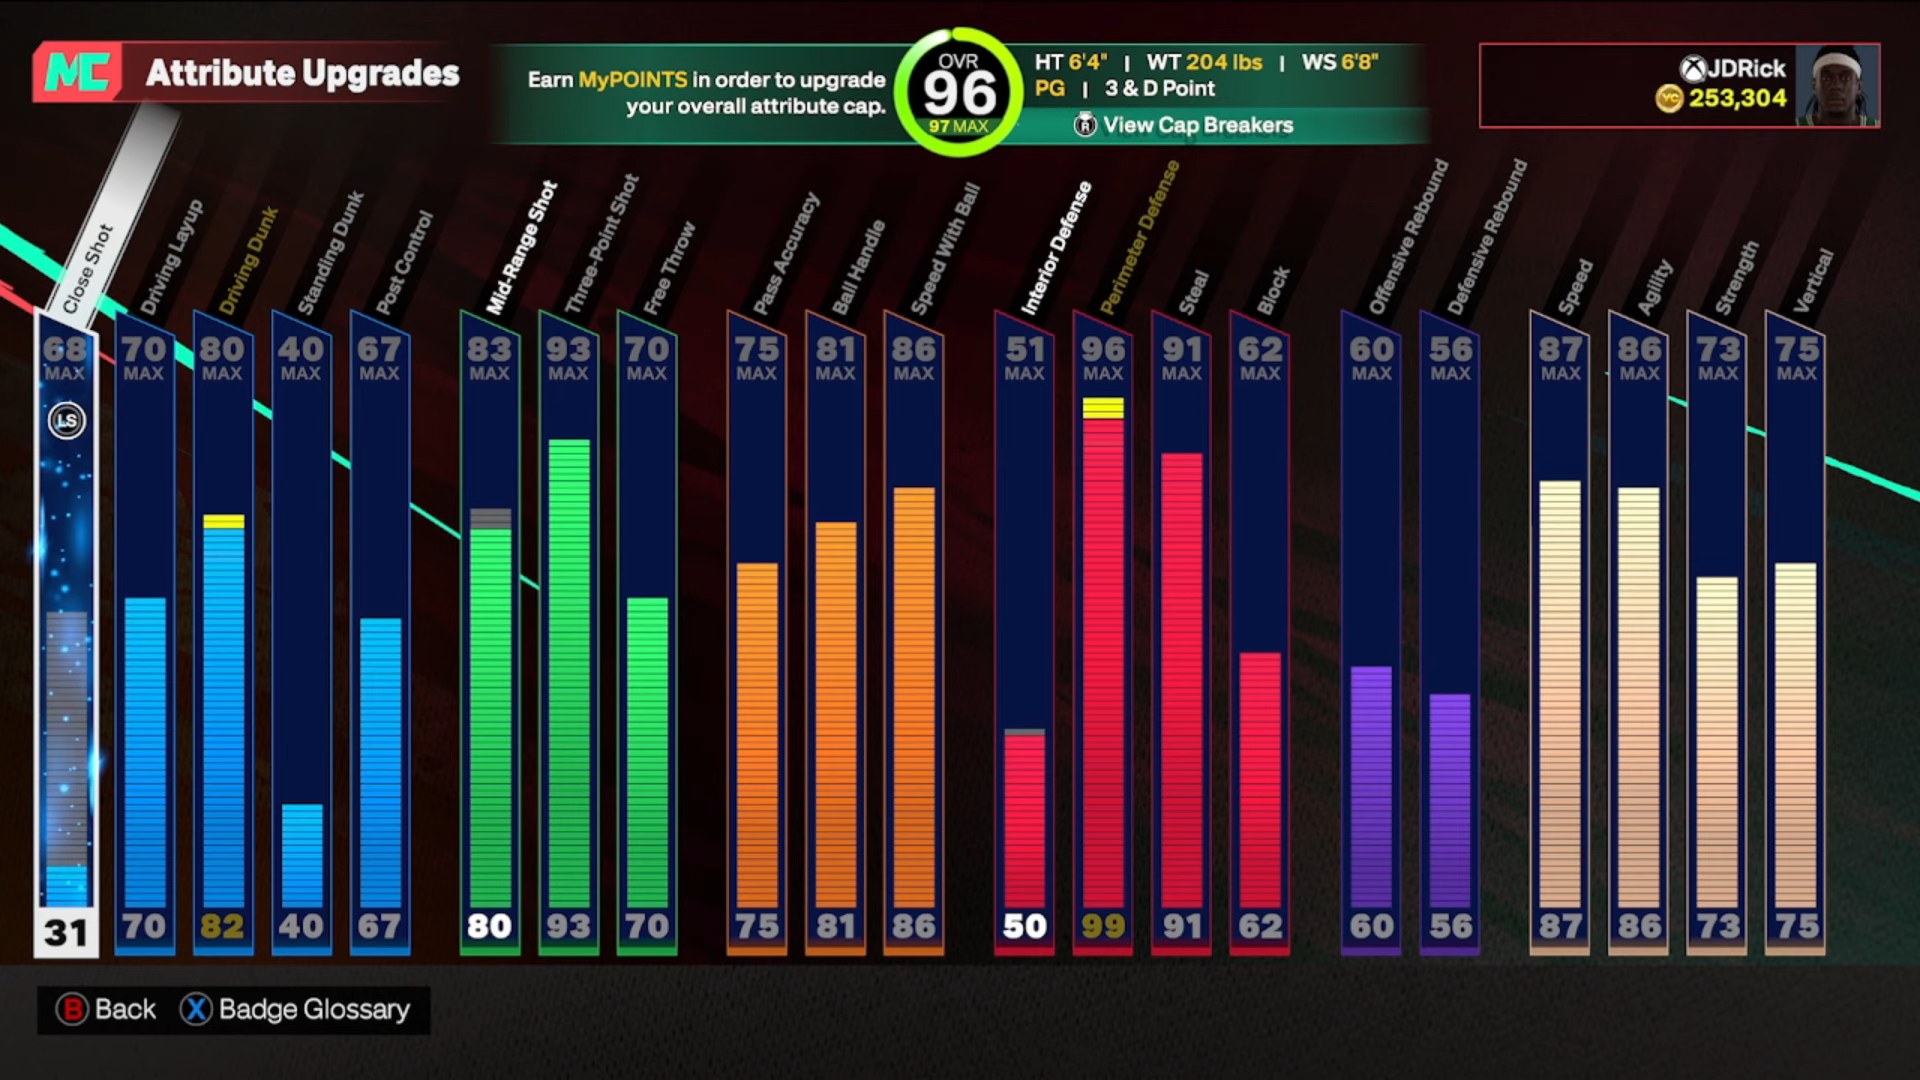 MC Attribute Upgrades
Earn MyPOINTS in order to upgrade
your overall attribute cap.
OVR
96
97 MAX
HT 6'4" | WT 204 lbs | WS 6'8"
PG | 3 & D Point
R View Cap Breakers
JDRick
VC 253,304
Close Shot
Driving Layup
Driving Dunk
Standing Dunk
Post Control
Mid-Range Shot
Three-Point Shot
Free Throw
Pass Accuracy
Ball Handle
Speed With Ball
Interior Defense
Perimeter Defense
Steal
Block
Offensive Rebound
Defensive Rebound
Speed
Agility
Strength
Vertical
68 70 80 40 67 83 93 70 75 81 86 51 96 91 62 60 56 87 86 73 75
MAX MAX MAX MAX MAX MAX MAX MAX MAX MAX MAX MAX MAX MAX MAX MAX MAX MAX MAX MAX MAX
LS
31 70 82 40 67 80 93 70 75 81 86 50 99 91 62 60 56 87 86 73 75
B Back X Badge Glossary